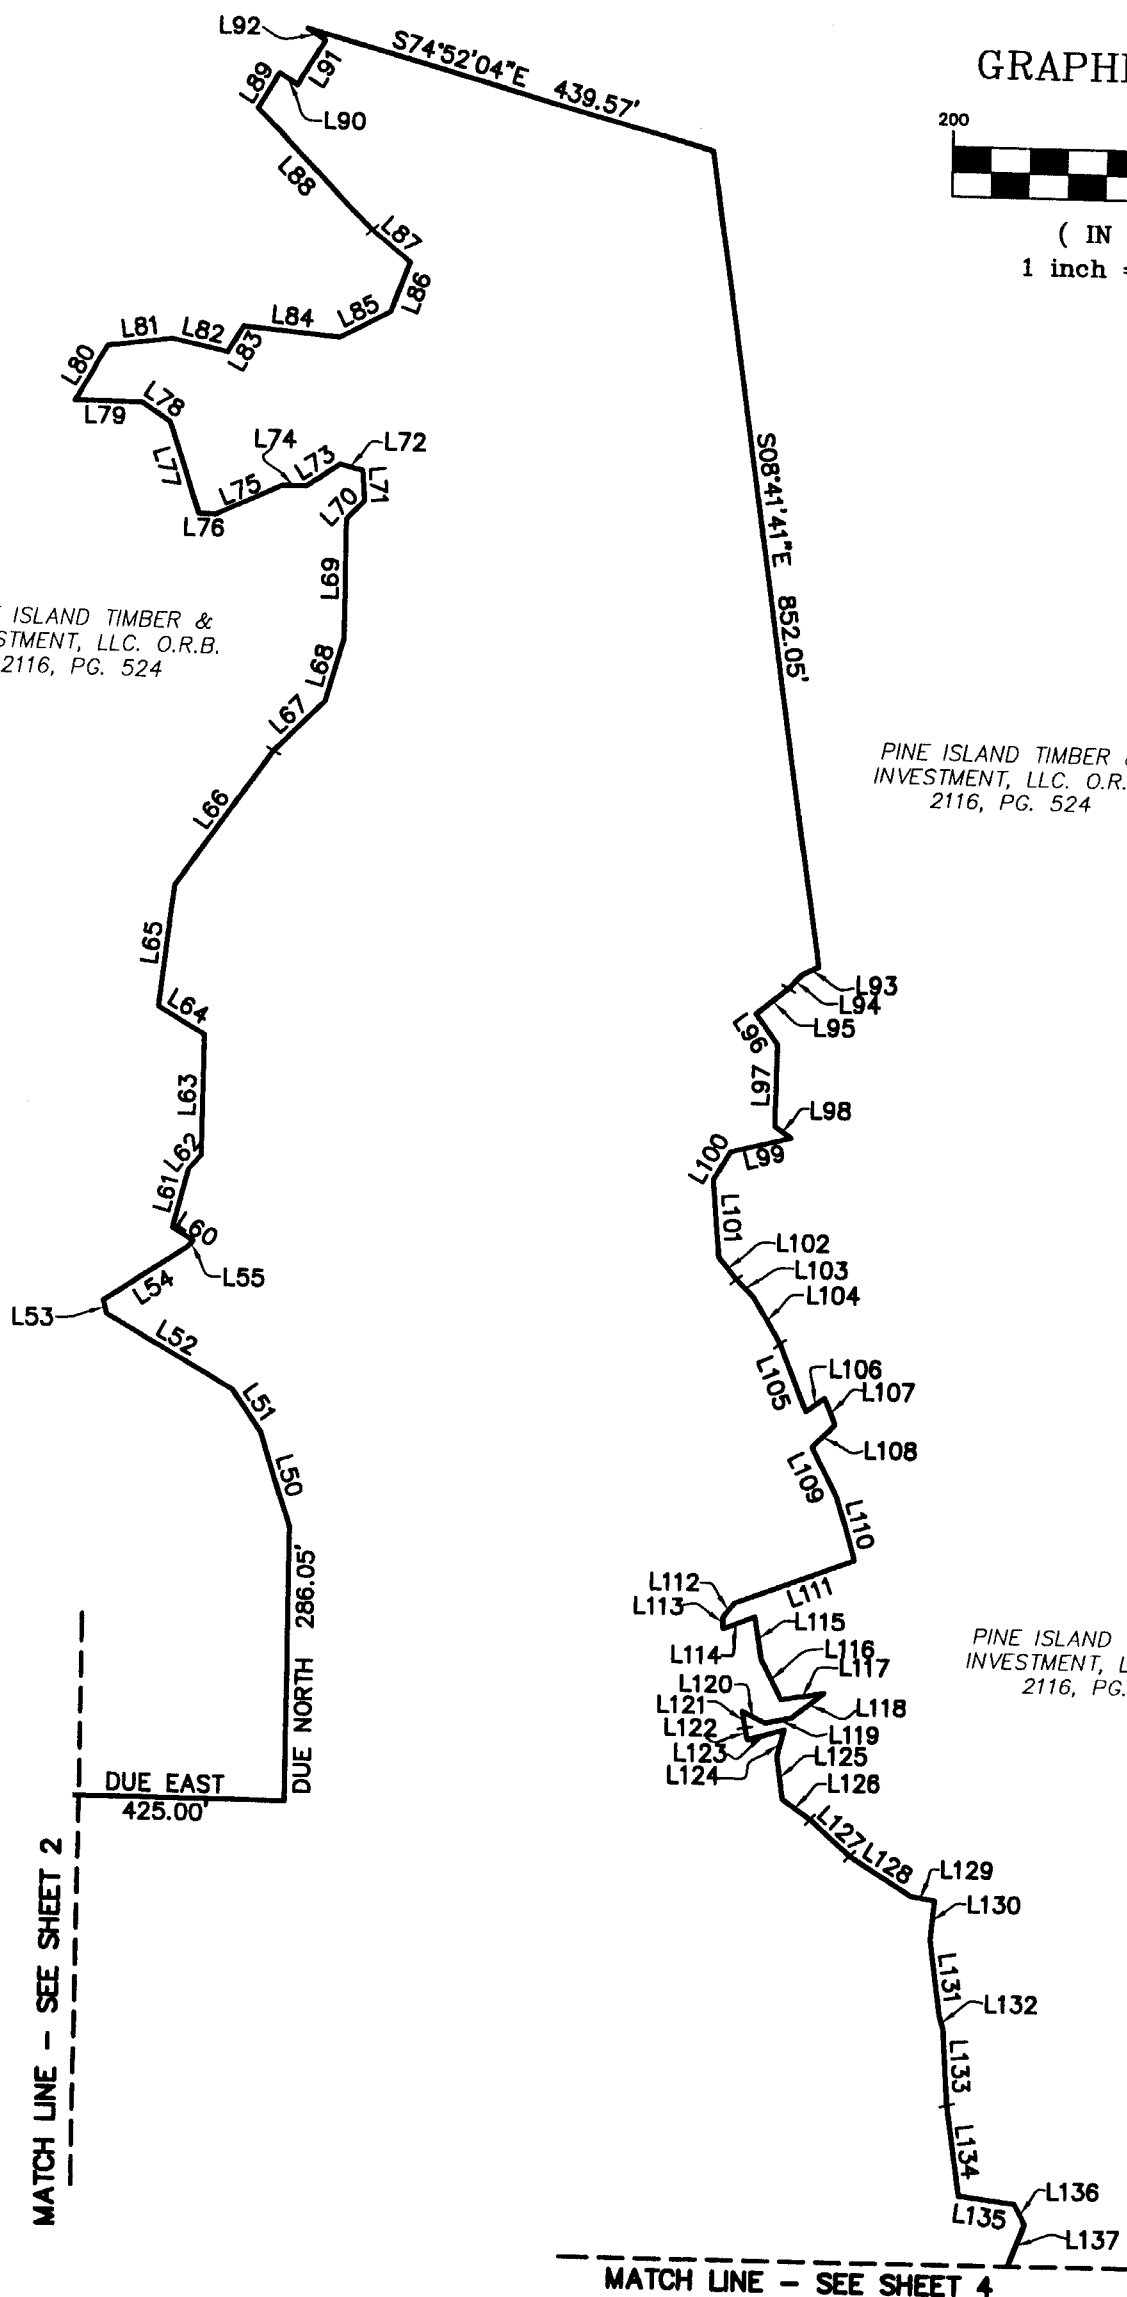 L92
S74°52'04"E 439.57'
GRAPHI
200
( IN
1 inch =
L89
L91
L90
L88
L87
L86
L85
L84
L83
L82
L81
L80
L79
L78
L77
L76
L75
L74
L73
L72
L71
L70
L69
L68
L67
L66
L65
L64
L63
L62
L61
L60
L55
L54
L53
L52
L51
L50
S08°41'41"E 852.05'
ISLAND TIMBER &
STMENT, LLC. O.R.B.
2116, PG. 524
PINE ISLAND TIMBER &
INVESTMENT, LLC. O.R.
2116, PG. 524
L93
L94
L95
L96
L97
L98
L99
L100
L101
L102
L103
L104
L105
L106
L107
L108
L109
L110
L111
L112
L113
L114
L115
L116
L117
L118
L119
L120
L121
L122
L123
L124
L125
L126
L127
L128
L129
L130
L131
L132
L133
L134
L135
L136
L137
PINE ISLAND
INVESTMENT, L
2116, PG.
DUE NORTH 286.05'
DUE EAST
425.00'
MATCH LINE - SEE SHEET 2
MATCH LINE - SEE SHEET 4